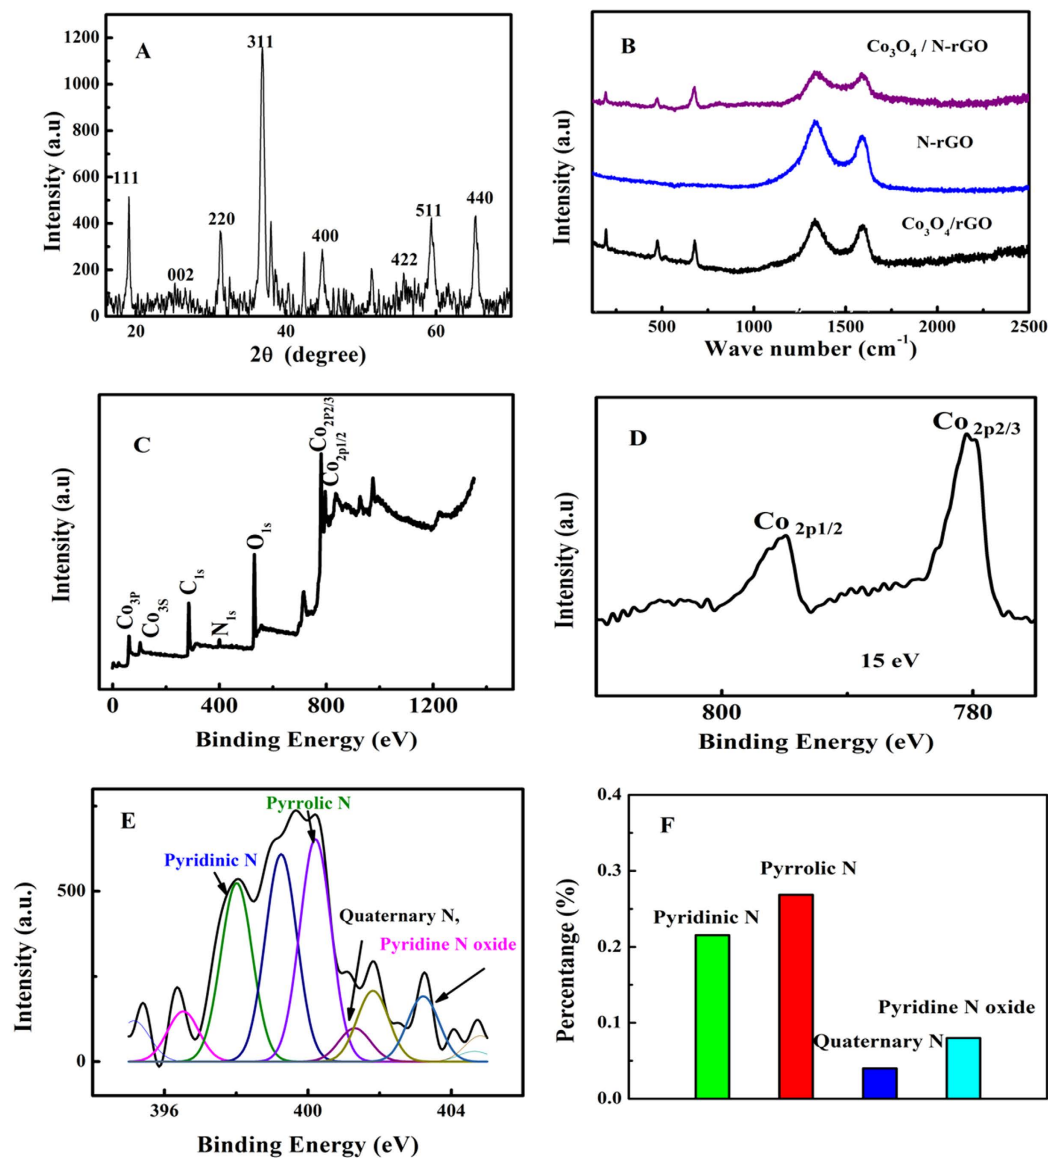 A
Intensity (a.u)
1200
1000
800
600
400
200
0
111
002
220
311
400
422
511
440
20
40
60
2θ (degree)
B
Intensity (a.u)
Co₃O₄ / N-rGO
N-rGO
Co₃O₄/rGO
500
1000
1500
2000
2500
Wave number (cm⁻¹)
C
Intensity (a.u)
Co3P
Co3S
C1s
N1s
O1s
Co2P2/3
Co2p1/2
0
400
800
1200
Binding Energy (eV)
D
Intensity (a.u)
Co 2p1/2
Co 2p2/3
15 eV
800
780
Binding Energy (eV)
E
Intensity (a.u.)
500
0
Pyrrolic N
Pyridinic N
Quaternary N,
Pyridine N oxide
396
400
404
Binding Energy (eV)
F
Percentange (%)
0.4
0.3
0.2
0.1
0.0
Pyridinic N
Pyrrolic N
Quaternary N
Pyridine N oxide